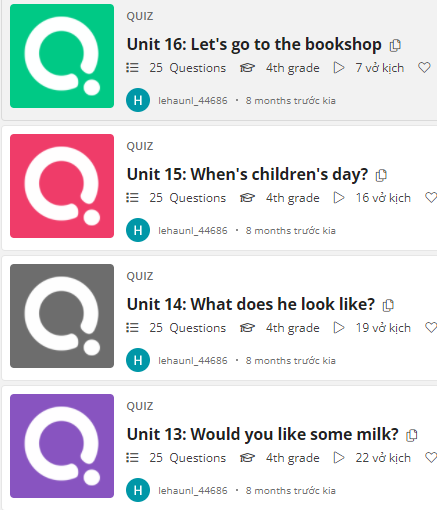 QUIZ
Unit 16: Let's go to the bookshop
25 Questions 4th grade 7 vở kịch
H lehaunl_44686 • 8 months trước kia
QUIZ
Unit 15: When's children's day?
25 Questions 4th grade 16 vở kịch
H lehaunl_44686 • 8 months trước kia
QUIZ
Unit 14: What does he look like?
25 Questions 4th grade 19 vở kịch
H lehaunl_44686 • 8 months trước kia
QUIZ
Unit 13: Would you like some milk?
25 Questions 4th grade 22 vở kịch
H lehaunl_44686 • 8 months trước kia